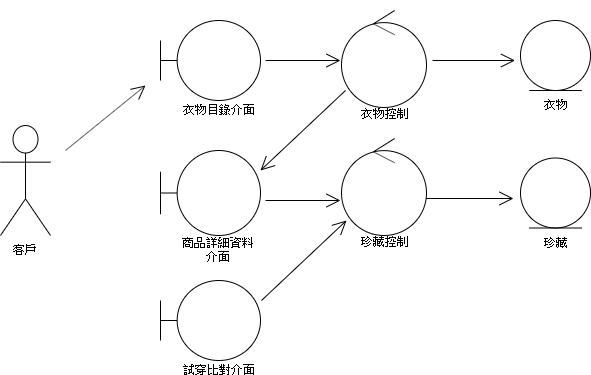 衣物目錄介面
衣物控制
衣物
客戶
商品詳細資料
介面
珍藏控制
珍藏
試穿比對介面